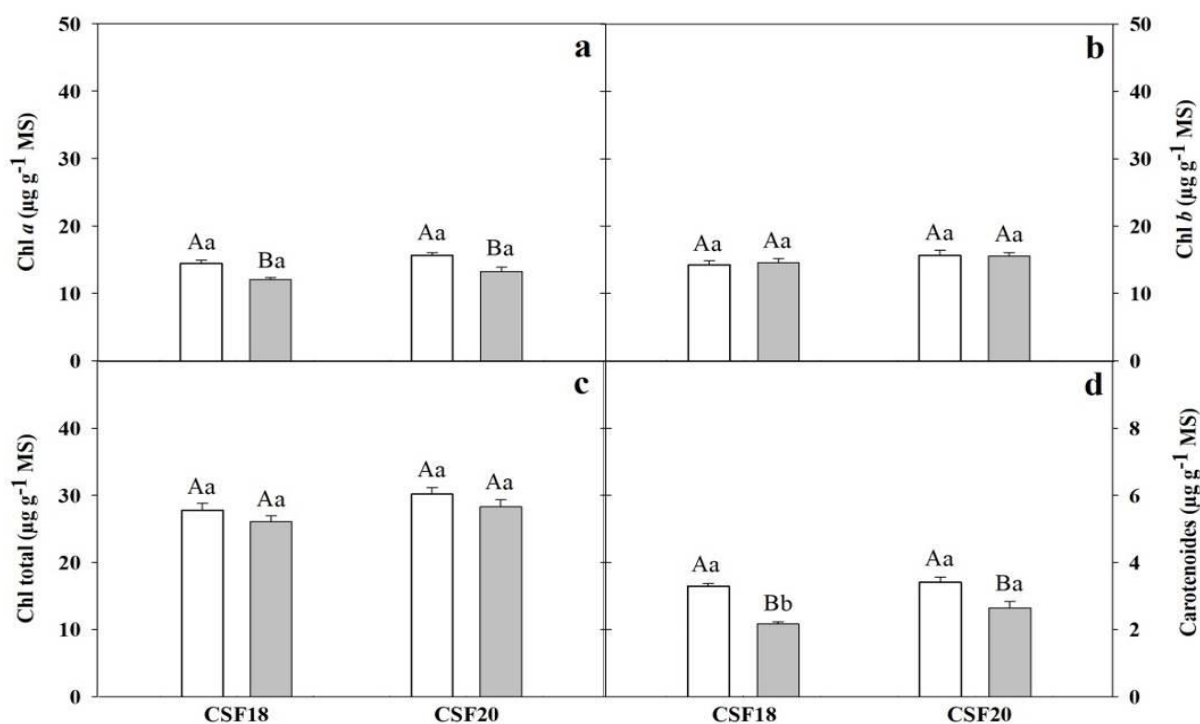 a
50
40
30
20
10
0
Chl a (µg g-1 MS)
Aa
Ba
Aa
Ba
b
50
40
30
20
10
0
Chl b (µg g-1 MS)
Aa
Aa
Aa
Aa
c
40
30
20
10
0
Chl total (µg g-1 MS)
Aa
Aa
Aa
Aa
CSF18
CSF20
d
8
6
4
2
0
Carotenoides (µg g-1 MS)
Aa
Bb
Aa
Ba
CSF18
CSF20